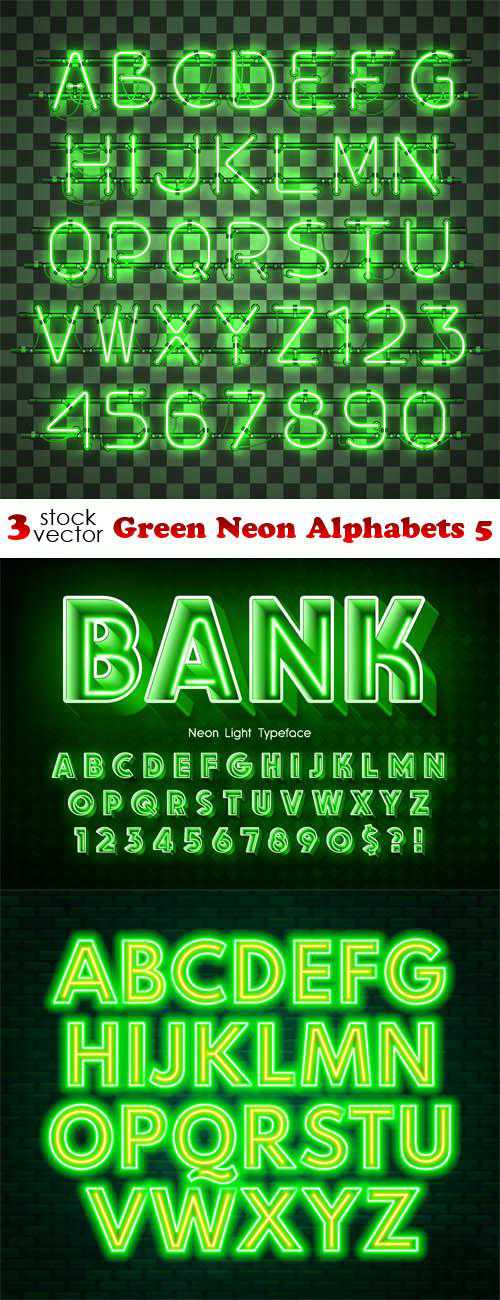 ABCDEFG
HIJKLMN
OPQRSTU
VWXYZ123
4567890
3 stock vector Green Neon Alphabets 5
BANK
Neon Light Typeface
ABCDEFGHIJKLMN
OPQRSTUVWXYZ
1234567890$?!
ABCDEFG
HIJKLMN
OPQRSTU
VWXYZ